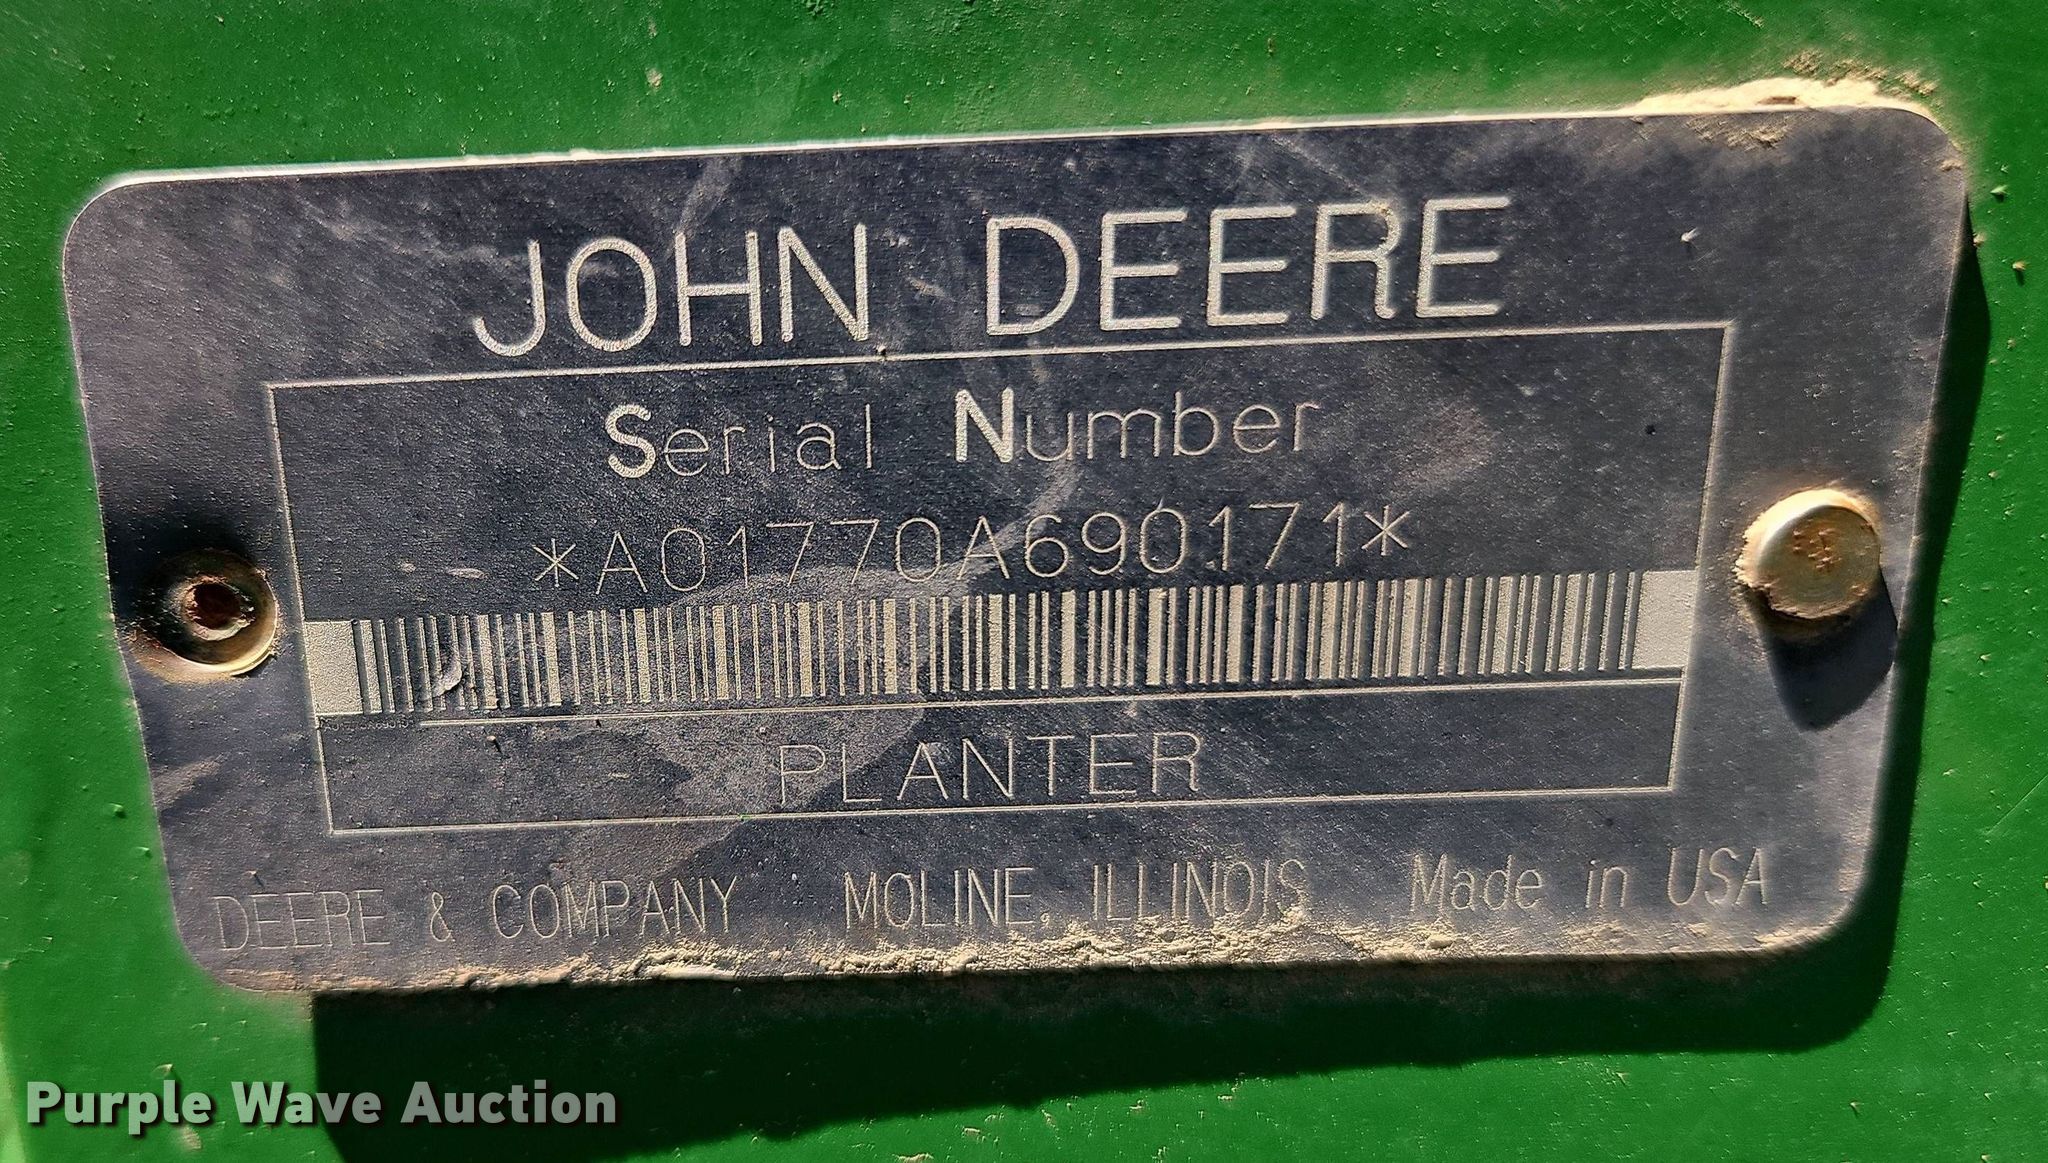 JOHN DEERE
Serial Number
*A01770A690171*
PLANTER
DEERE & COMPANY MOLINE, ILLINOIS Made in USA
Purple Wave Auction